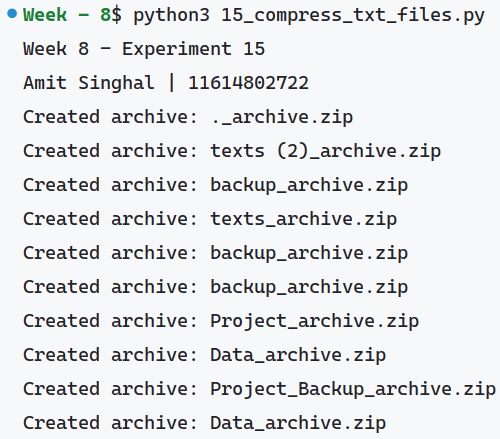 Week - 8$ python3 15_compress_txt_files.py
Week 8 - Experiment 15
Amit Singhal | 11614802722
Created archive: ._archive.zip
Created archive: texts (2)_archive.zip
Created archive: backup_archive.zip
Created archive: texts_archive.zip
Created archive: backup_archive.zip
Created archive: backup_archive.zip
Created archive: Project_archive.zip
Created archive: Data_archive.zip
Created archive: Project_Backup_archive.zip
Created archive: Data_archive.zip